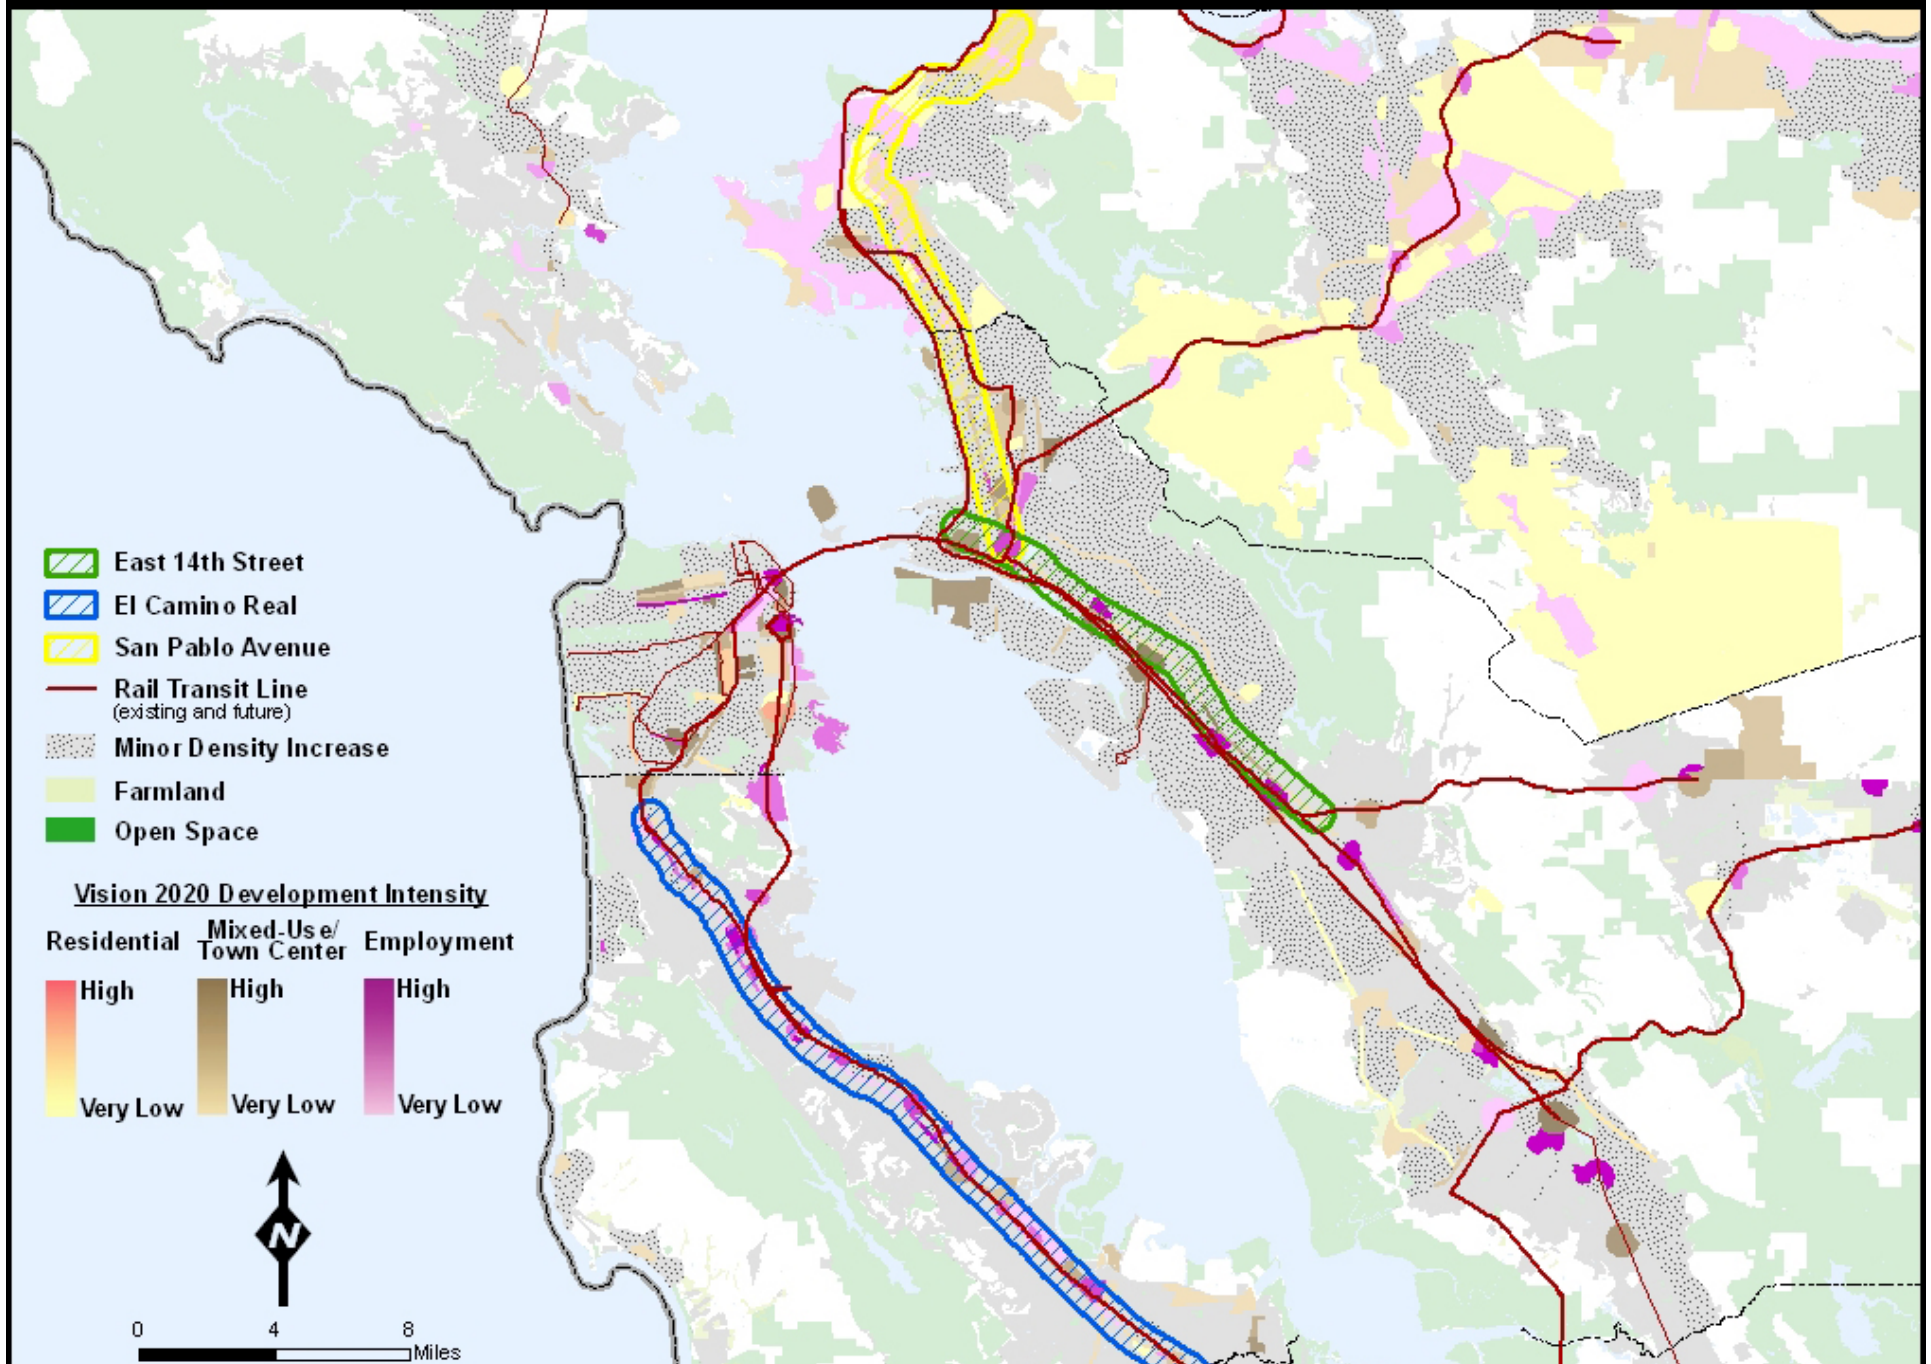 East 14th Street
El Camino Real
San Pablo Avenue
Rail Transit Line
(existing and future)
Minor Density Increase
Farmland
Open Space
Vision 2020 Development Intensity
Residential
Mixed-Use/
Town Center
Employment
High
High
High
Very Low
Very Low
Very Low
N
0 4 8
Miles